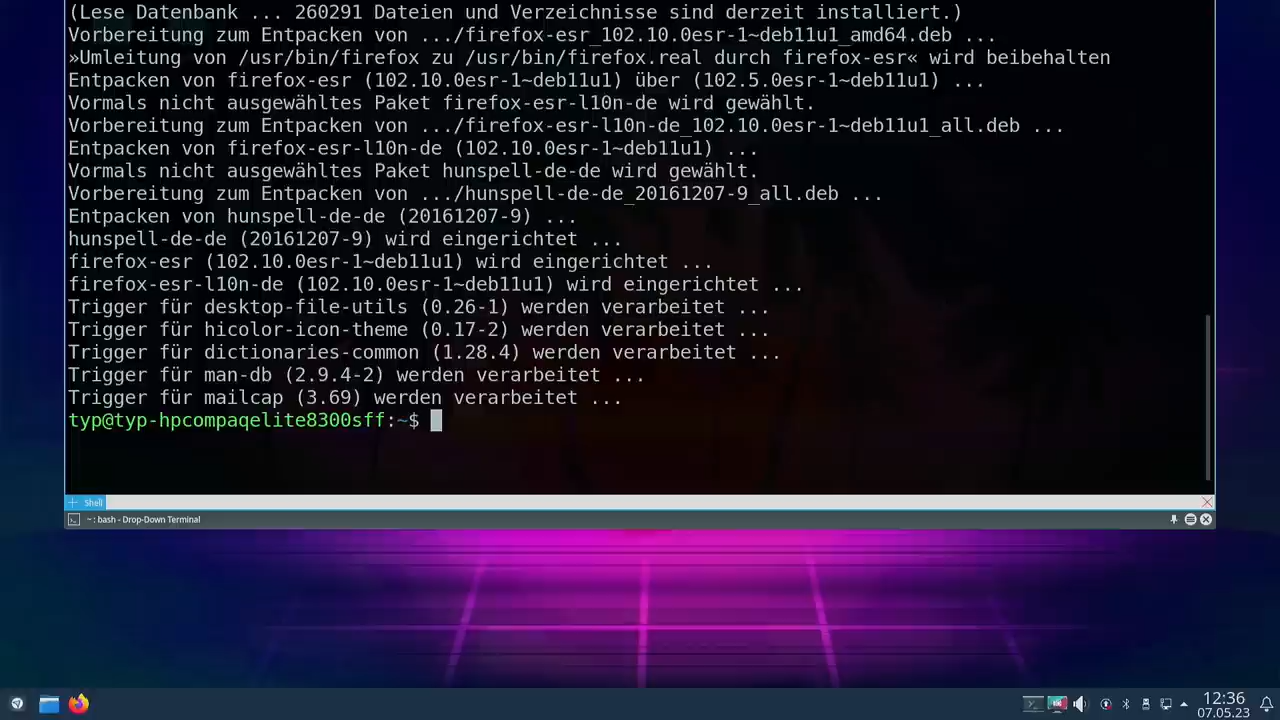 (Lese Datenbank ... 260291 Dateien und Verzeichnisse sind derzeit installiert.)
Vorbereitung zum Entpacken von .../firefox-esr_102.10.0esr-1~deb11u1_amd64.deb ...
»Umleitung von /usr/bin/firefox zu /usr/bin/firefox.real durch firefox-esr« wird beibehalten
Entpacken von firefox-esr (102.10.0esr-1~deb11u1) über (102.5.0esr-1~deb11u1) ...
Vormals nicht ausgewähltes Paket firefox-esr-l10n-de wird gewählt.
Vorbereitung zum Entpacken von .../firefox-esr-l10n-de_102.10.0esr-1~deb11u1_all.deb ...
Entpacken von firefox-esr-l10n-de (102.10.0esr-1~deb11u1) ...
Vormals nicht ausgewähltes Paket hunspell-de-de wird gewählt.
Vorbereitung zum Entpacken von .../hunspell-de-de_20161207-9_all.deb ...
Entpacken von hunspell-de-de (20161207-9) ...
hunspell-de-de (20161207-9) wird eingerichtet ...
firefox-esr (102.10.0esr-1~deb11u1) wird eingerichtet ...
firefox-esr-l10n-de (102.10.0esr-1~deb11u1) wird eingerichtet ...
Trigger für desktop-file-utils (0.26-1) werden verarbeitet ...
Trigger für hicolor-icon-theme (0.17-2) werden verarbeitet ...
Trigger für dictionaries-common (1.28.4) werden verarbeitet ...
Trigger für man-db (2.9.4-2) werden verarbeitet ...
Trigger für mailcap (3.69) werden verarbeitet ...
typ@typ-hpcompaqelite8300sff:~$
Shell
~ : bash - Drop-Down Terminal
12:36
07.05.23